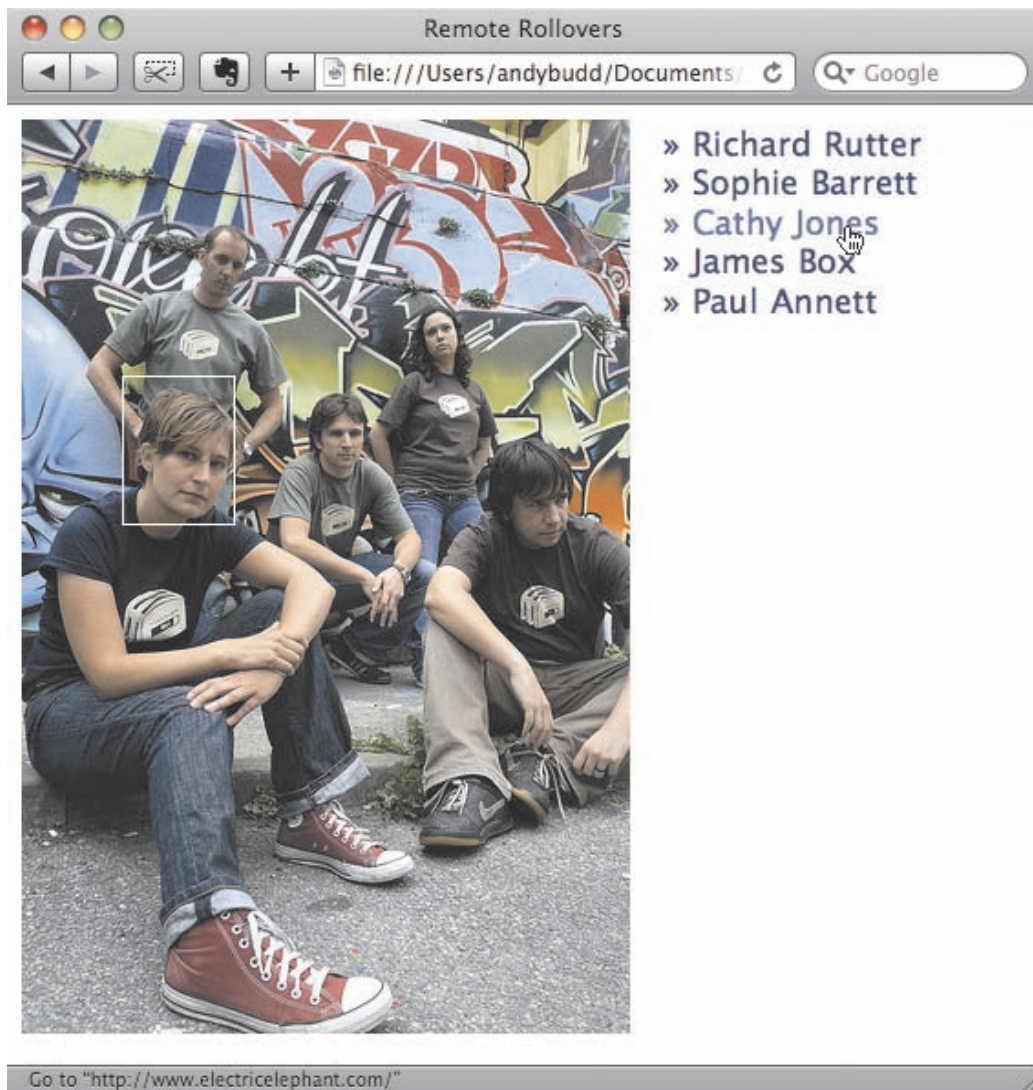 Remote Rollovers
file:///Users/andybudd/Documents/
Google
» Richard Rutter
» Sophie Barrett
» Cathy Jones
» James Box
» Paul Annett
Go to “http://www.electricelephant.com/”